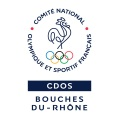 COMITÉ NATIONAL
OLYMPIQUE ET SPORTIF FRANÇAIS
CDOS
BOUCHES
DU-RHÔNE